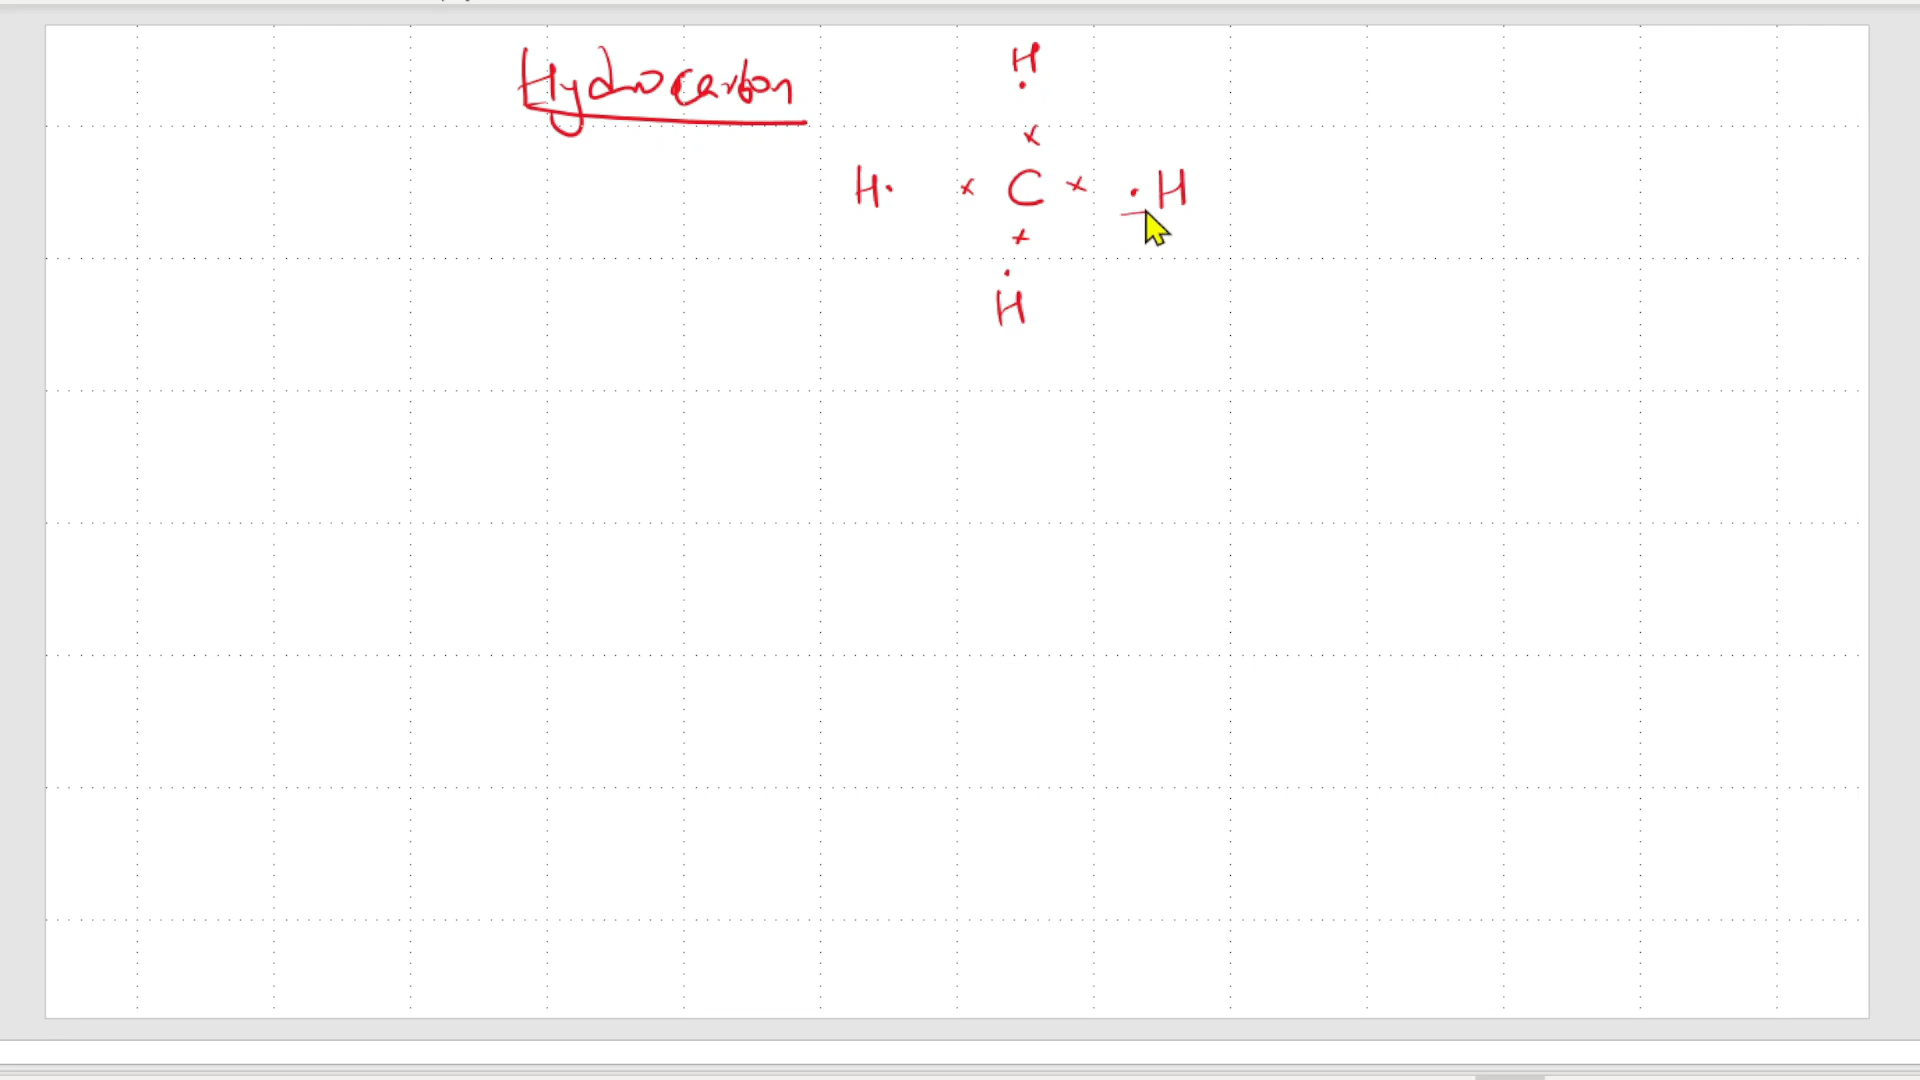 Hydrocarbon
H
·
x
H· x C x ·H
x
·
H